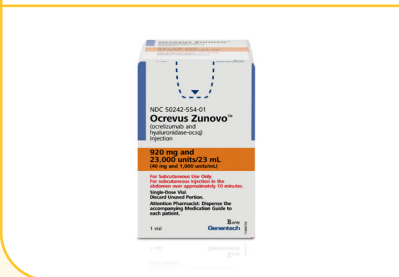 NDC 50242-554-01
Ocrevus Zunovo™
(ocrelizumab and
hyaluronidase-ocsq)
Injection
920 mg and
23,000 units/23 mL
(40 mg and 1,000 units/mL)
For Subcutaneous Use Only.
For subcutaneous injection in the
abdomen over approximately 10 minutes.
Single-Dose Vial.
Discard Unused Portion.
Attention Pharmacist: Dispense the
accompanying Medication Guide to
each patient.
Rx only
1 vial
Genentech